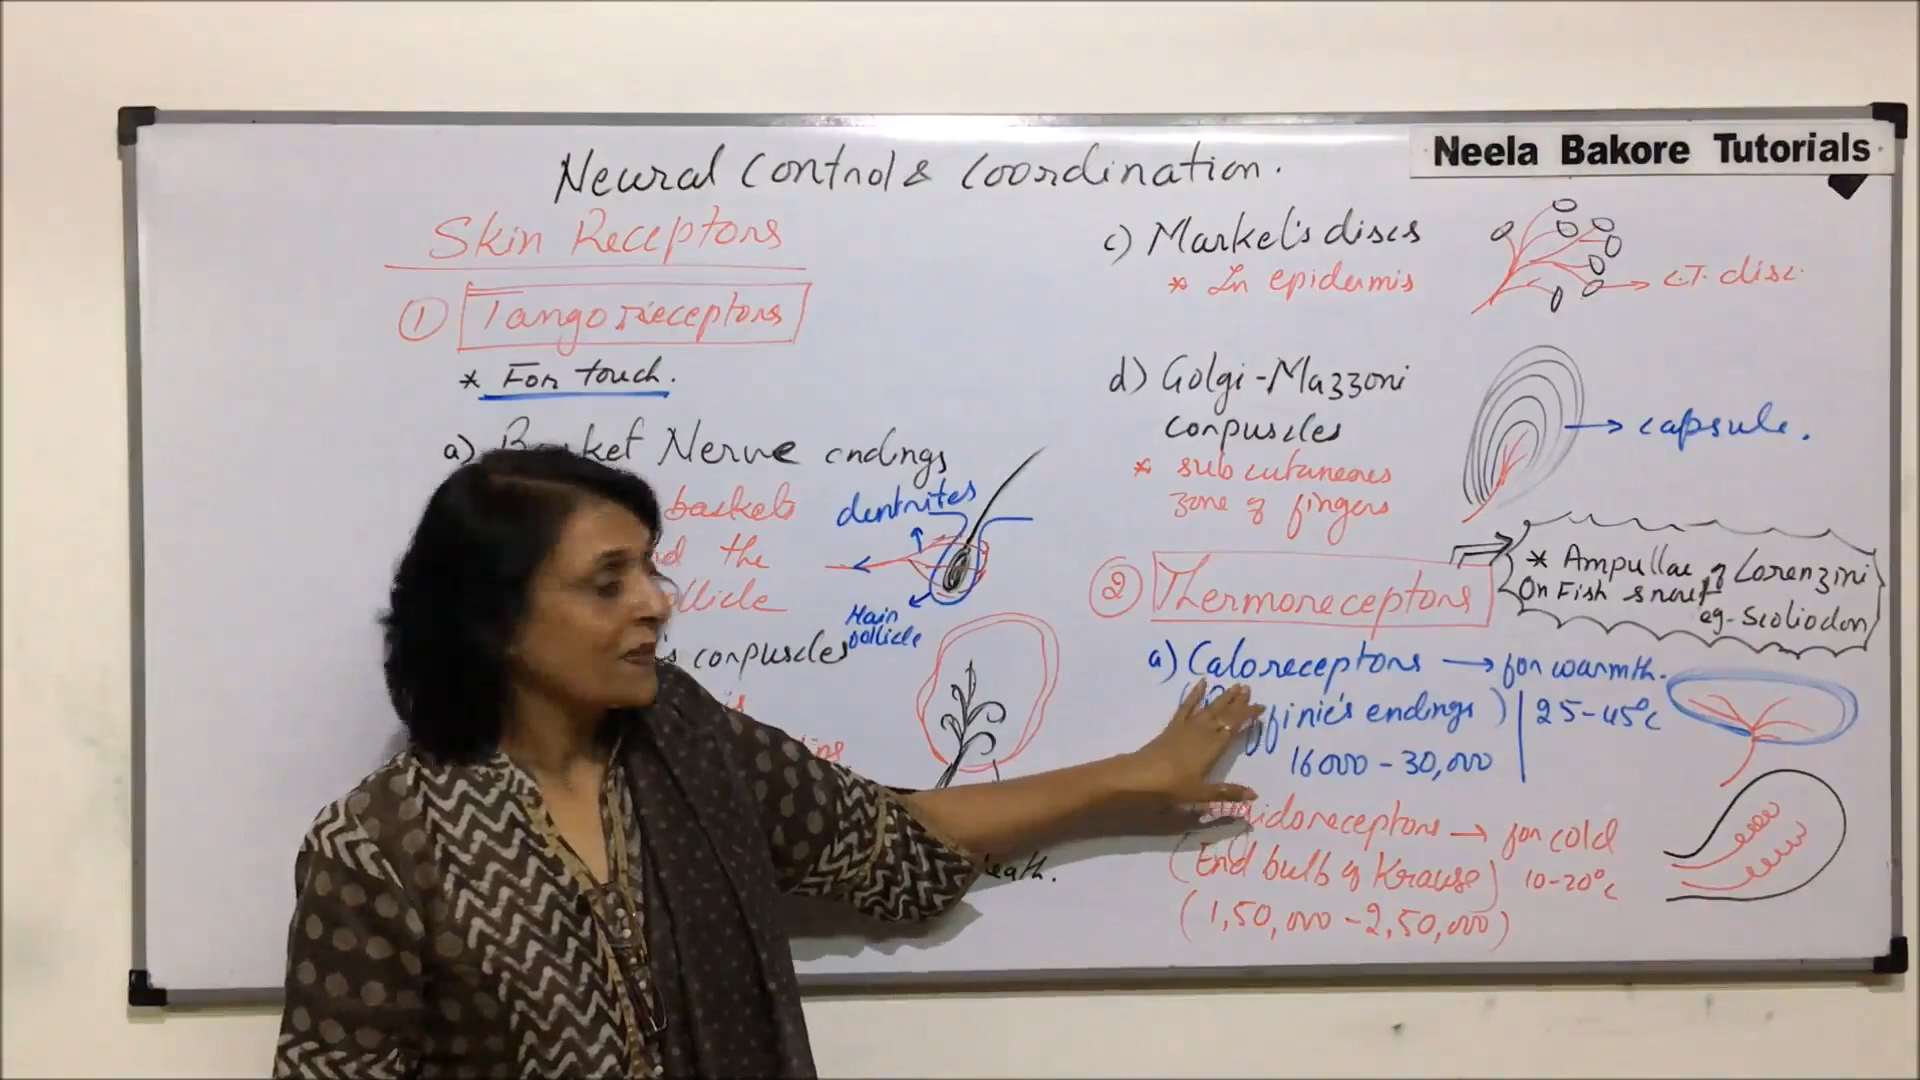 Neela Bakore Tutorials
Neural Control & Coordination.
Skin Receptors
1 Tangoreceptors
* For touch.
a) Basket Nerve endings
baskets
the
dentrites
Hair
follicle
corpuscles
c) Markel's discs
* In epidermis
C.T. disc.
d) Golgi-Mazzoni
corpuscles
* sub cutaneous
zone of fingers
capsule.
2 Thermoreceptors
* Ampullae of Lorenzini
On Fish snout
eg- Scoliodon
a) Caloreceptors → for warmth.
endings) 25-45°C
16000 - 30,000
→ for cold
(End bulb of Krause) 10-20°C
(1,50,000 - 2,50,000)